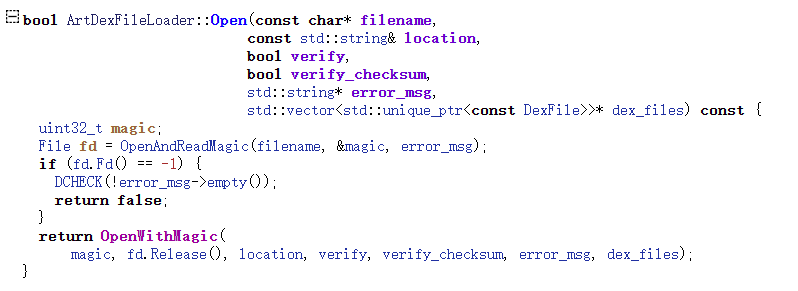 bool ArtDexFileLoader::Open(const char* filename,
                            const std::string& location,
                            bool verify,
                            bool verify_checksum,
                            std::string* error_msg,
                            std::vector<std::unique_ptr<const DexFile>>* dex_files) const {
  uint32_t magic;
  File fd = OpenAndReadMagic(filename, &magic, error_msg);
  if (fd.Fd() == -1) {
    DCHECK(!error_msg->empty());
    return false;
  }
  return OpenWithMagic(
      magic, fd.Release(), location, verify, verify_checksum, error_msg, dex_files);
}